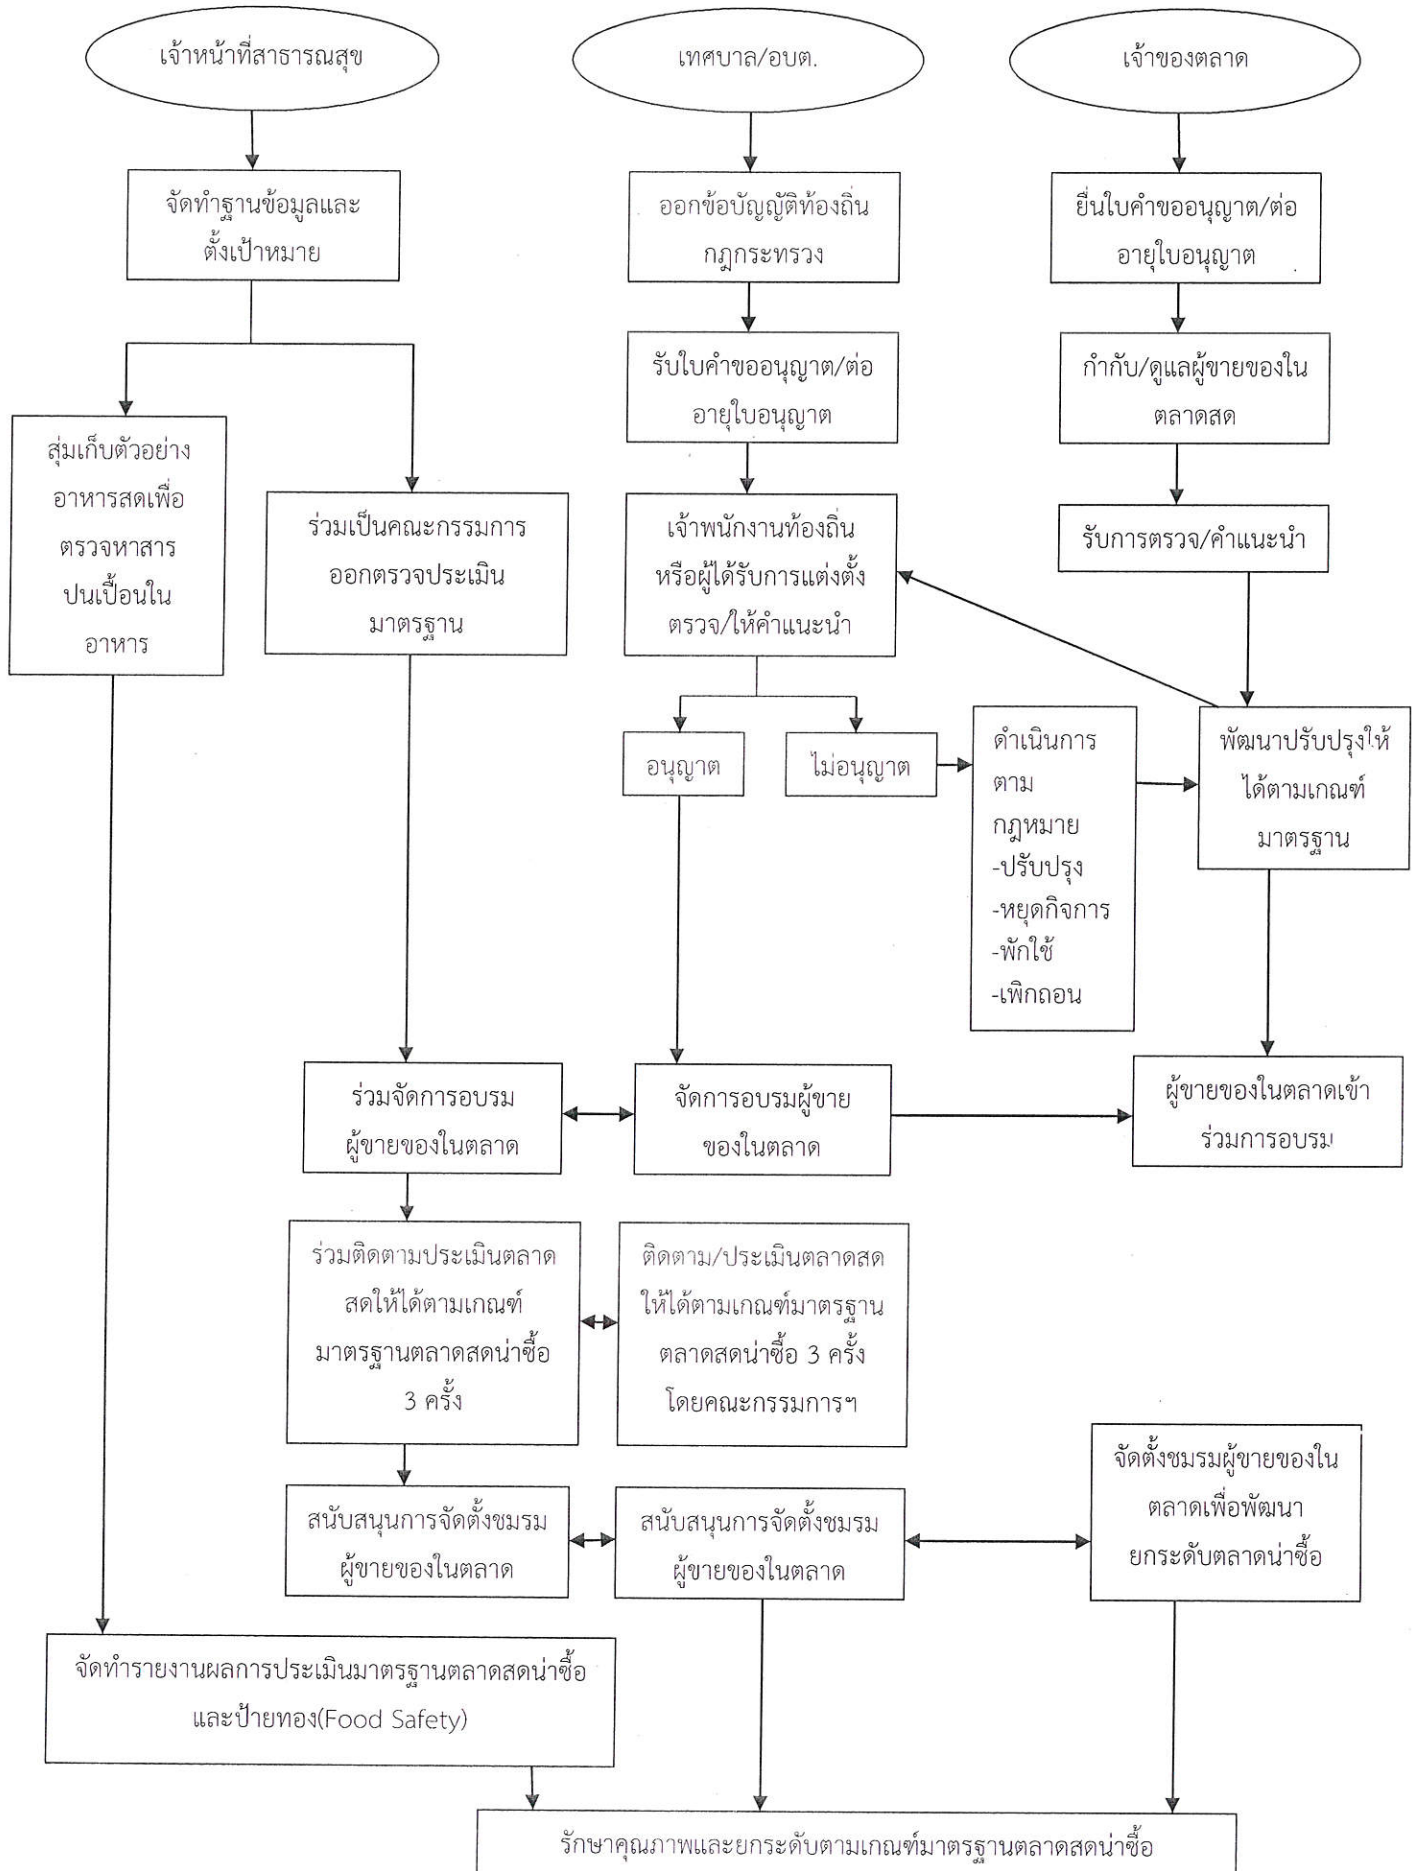 เจ้าหน้าที่สาธารณสุข
เทศบาล/อบต.
เจ้าของตลาด
จัดทำฐานข้อมูลและ
ตั้งเป้าหมาย
ออกข้อบัญญัติท้องถิ่น
กฎกระทรวง
ยื่นใบคำขออนุญาต/ต่อ
อายุใบอนุญาต
รับใบคำขออนุญาต/ต่อ
อายุใบอนุญาต
กำกับ/ดูแลผู้ขายของใน
ตลาดสด
สุ่มเก็บตัวอย่าง
อาหารสดเพื่อ
ตรวจหาสาร
ปนเปื้อนใน
อาหาร
ร่วมเป็นคณะกรรมการ
ออกตรวจประเมิน
มาตรฐาน
เจ้าพนักงานท้องถิ่น
หรือผู้ได้รับการแต่งตั้ง
ตรวจ/ให้คำแนะนำ
รับการตรวจ/คำแนะนำ
อนุญาต
ไม่อนุญาต
ดำเนินการ
ตาม
กฎหมาย
-ปรับปรุง
-หยุดกิจการ
-พักใช้
-เพิกถอน
พัฒนาปรับปรุงให้
ได้ตามเกณฑ์
มาตรฐาน
ร่วมจัดการอบรม
ผู้ขายของในตลาด
จัดการอบรมผู้ขาย
ของในตลาด
ผู้ขายของในตลาดเข้า
ร่วมการอบรม
ร่วมติดตามประเมินตลาด
สดให้ได้ตามเกณฑ์
มาตรฐานตลาดสดน่าซื้อ
3 ครั้ง
ติดตาม/ประเมินตลาดสด
ให้ได้ตามเกณฑ์มาตรฐาน
ตลาดสดน่าซื้อ 3 ครั้ง
โดยคณะกรรมการฯ
สนับสนุนการจัดตั้งชมรม
ผู้ขายของในตลาด
สนับสนุนการจัดตั้งชมรม
ผู้ขายของในตลาด
จัดตั้งชมรมผู้ขายของใน
ตลาดเพื่อพัฒนา
ยกระดับตลาดน่าซื้อ
จัดทำรายงานผลการประเมินมาตรฐานตลาดสดน่าซื้อ
และป้ายทอง(Food Safety)
รักษาคุณภาพและยกระดับตามเกณฑ์มาตรฐานตลาดสดน่าซื้อ